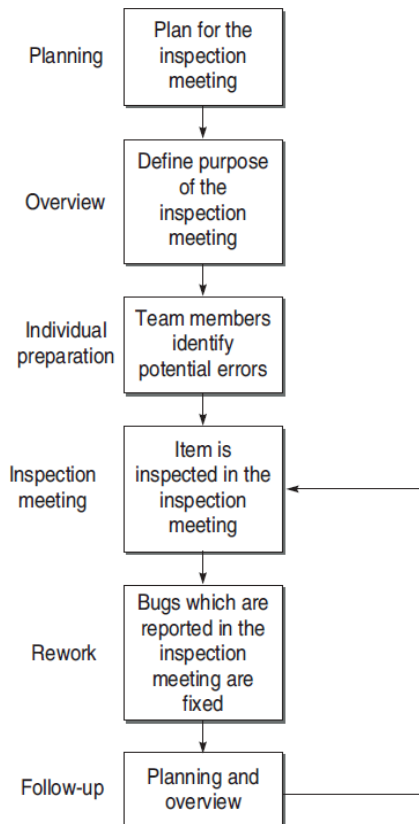 Planning
Plan for the
inspection
meeting
Overview
Define purpose
of the
inspection
meeting
Individual
preparation
Team members
identify
potential errors
Inspection
meeting
Item is
inspected in the
inspection
meeting
Rework
Bugs which are
reported in the
inspection
meeting are
fixed
Follow-up
Planning and
overview